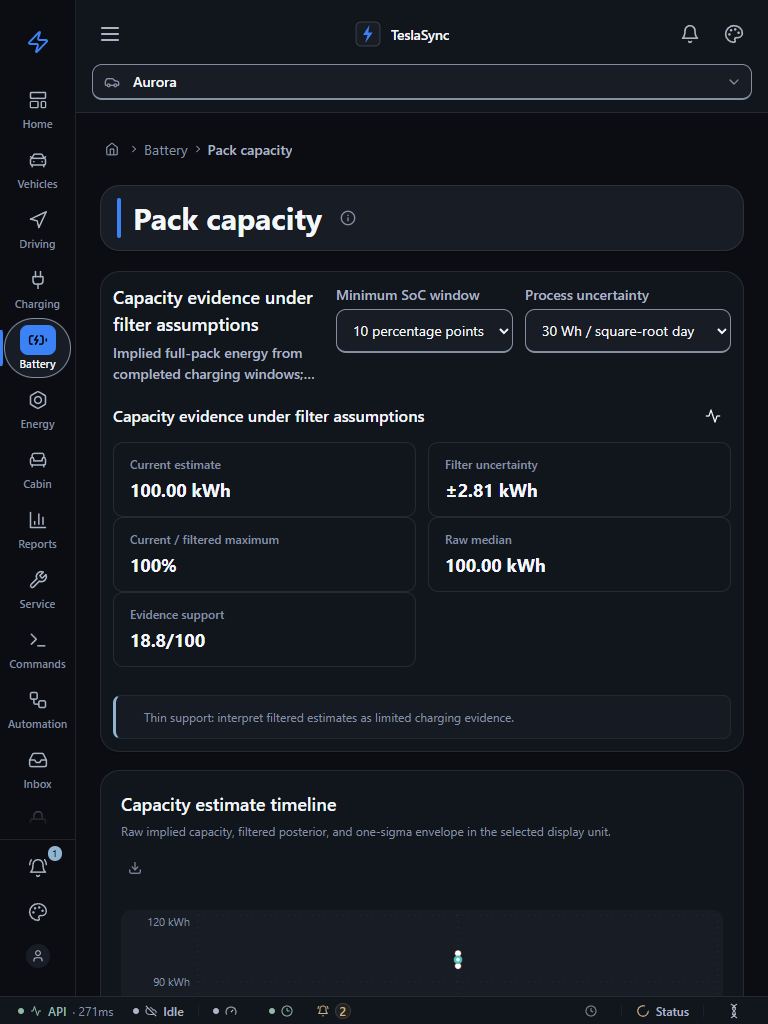 TeslaSync
Aurora
Home
Vehicles
Driving
Charging
Battery
Energy
Cabin
Reports
Service
Commands
Automation
Inbox
1
Battery
Pack capacity
Pack capacity
Capacity evidence under
filter assumptions
Implied full-pack energy from
completed charging windows;...
Minimum SoC window
10 percentage points
Process uncertainty
30 Wh / square-root day
Capacity evidence under filter assumptions
Current estimate
100.00 kWh
Filter uncertainty
±2.81 kWh
Current / filtered maximum
100%
Raw median
100.00 kWh
Evidence support
18.8/100
Thin support: interpret filtered estimates as limited charging evidence.
Capacity estimate timeline
Raw implied capacity, filtered posterior, and one-sigma envelope in the selected display unit.
120 kWh
90 kWh
API · 271ms
Idle
2
Status